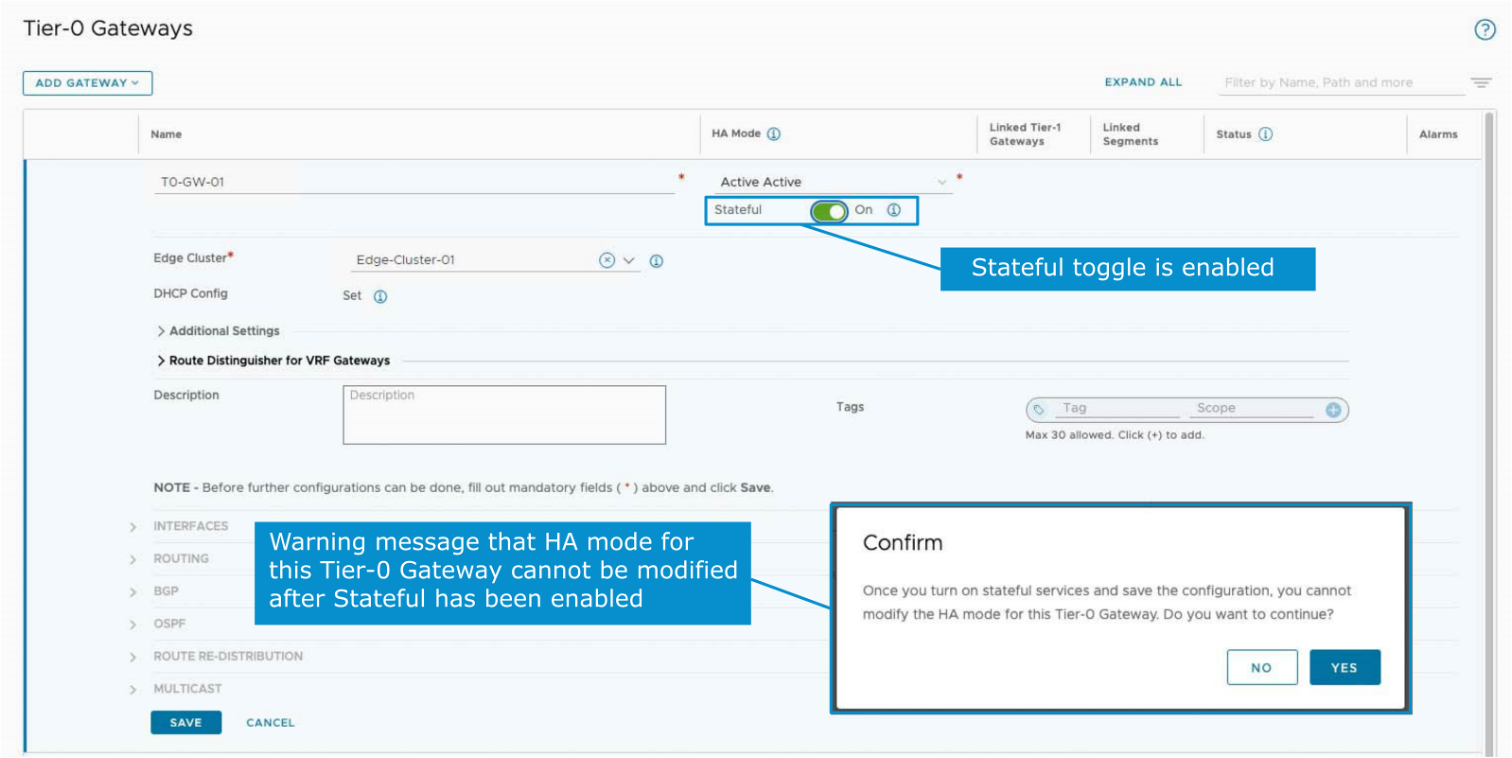 Tier-0 Gateways
ADD GATEWAY
EXPAND ALL
Filter by Name, Path and more
Name
HA Mode
Linked Tier-1
Gateways
Linked
Segments
Status
Alarms
T0-GW-01 *
Active Active *
Stateful On
Stateful toggle is enabled
Edge Cluster*
Edge-Cluster-01
DHCP Config
Set
Additional Settings
Route Distinguisher for VRF Gateways
Description
Description
Tags
Tag
Scope
Max 30 allowed. Click (+) to add.
NOTE - Before further configurations can be done, fill out mandatory fields ( * ) above and click Save.
INTERFACES
ROUTING
BGP
OSPF
ROUTE RE-DISTRIBUTION
MULTICAST
Warning message that HA mode for
this Tier-0 Gateway cannot be modified
after Stateful has been enabled
Confirm
Once you turn on stateful services and save the configuration, you cannot
modify the HA mode for this Tier-0 Gateway. Do you want to continue?
NO
YES
SAVE
CANCEL